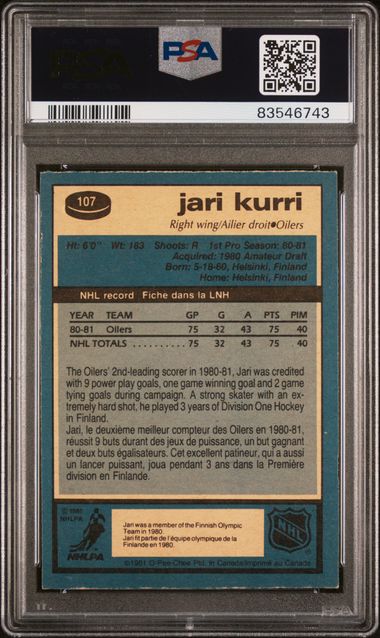 PSA
PSA
83546743
107
jari kurri
Right wing/Ailier droit•Oilers
Ht: 6'0" Wt: 183 Shoots: R 1st Pro Season: 80-81
Acquired: 1980 Amateur Draft
Born: 5-18-60, Helsinki, Finland
Home: Helsinki, Finland
NHL record Fiche dans la LNH
YEAR TEAM GP G A PTS PIM
80-81 Oilers 75 32 43 75 40
NHL TOTALS .......... 75 32 43 75 40
The Oilers' 2nd-leading scorer in 1980-81, Jari was credited
with 9 power play goals, one game winning goal and 2 game
tying goals during campaign. A strong skater with an ex-
tremely hard shot, he played 3 years of Division One Hockey
in Finland.
Jari, le deuxième meilleur compteur des Oilers en 1980-81,
réussit 9 buts durant des jeux de puissance, un but gagnant
et deux buts égalisateurs. Cet excellent patineur, qui a aussi
un lancer puissant, joua pendant 3 ans dans la Première
division en Finlande.
© 1981
NHLPA
NHLPA
Jari was a member of the Finnish Olympic
Team in 1980.
Jari fit partie de l'équipe olympique de la
Finlande en 1980.
NHL
©1981 O-Pee-Chee Ptd. in Canada/Imprimé au Canada